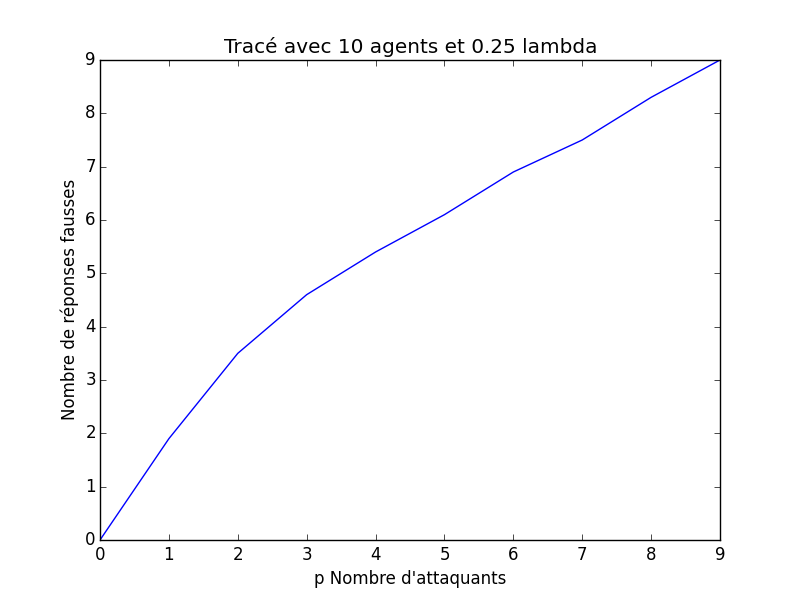 Tracé avec 10 agents et 0.25 lambda
9
8
7
6
5
4
3
2
1
0
Nombre de réponses fausses
0 1 2 3 4 5 6 7 8 9
p Nombre d'attaquants